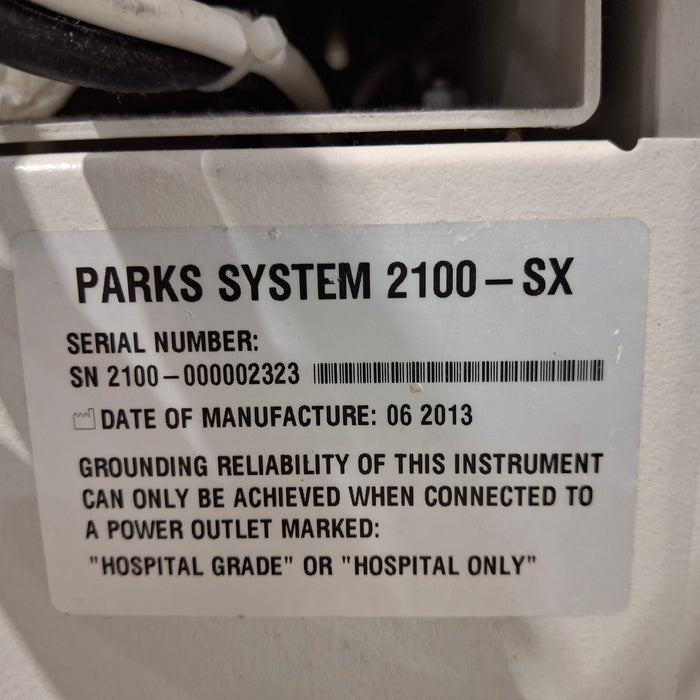 PARKS SYSTEM 2100-SX
SERIAL NUMBER:
SN 2100-000002323
DATE OF MANUFACTURE: 06 2013
GROUNDING RELIABILITY OF THIS INSTRUMENT
CAN ONLY BE ACHIEVED WHEN CONNECTED TO
A POWER OUTLET MARKED:
"HOSPITAL GRADE" OR "HOSPITAL ONLY"